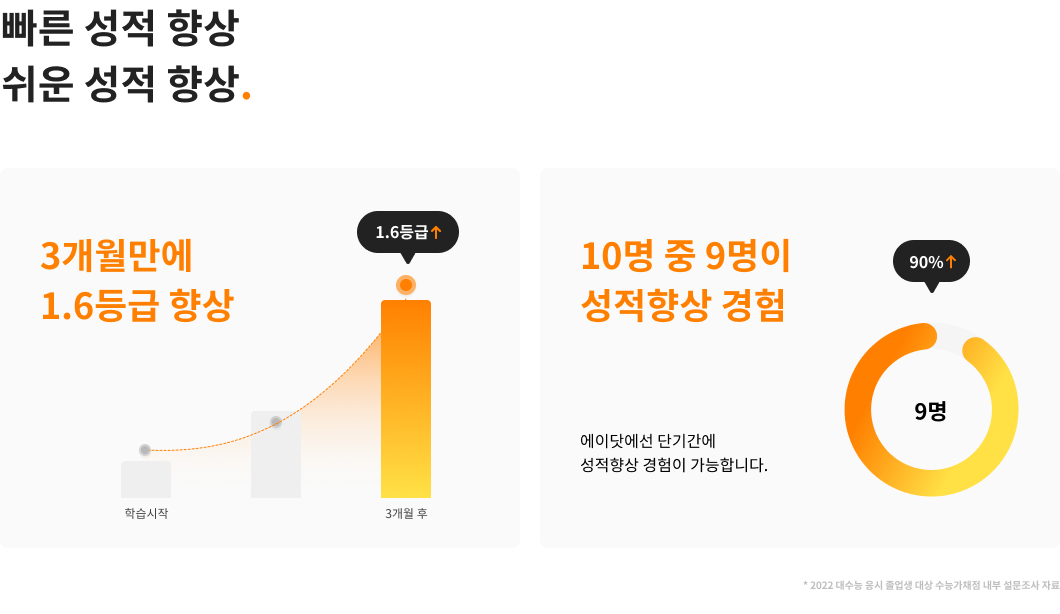 빠른 성적 향상
쉬운 성적 향상.
3개월만에
1.6등급 향상
1.6등급↑
학습시작
3개월 후
10명 중 9명이
성적향상 경험
90%↑
9명
에이닷에선 단기간에
성적향상 경험이 가능합니다.
* 2022 대수능 응시 졸업생 대상 수능가채점 내부 설문조사 자료